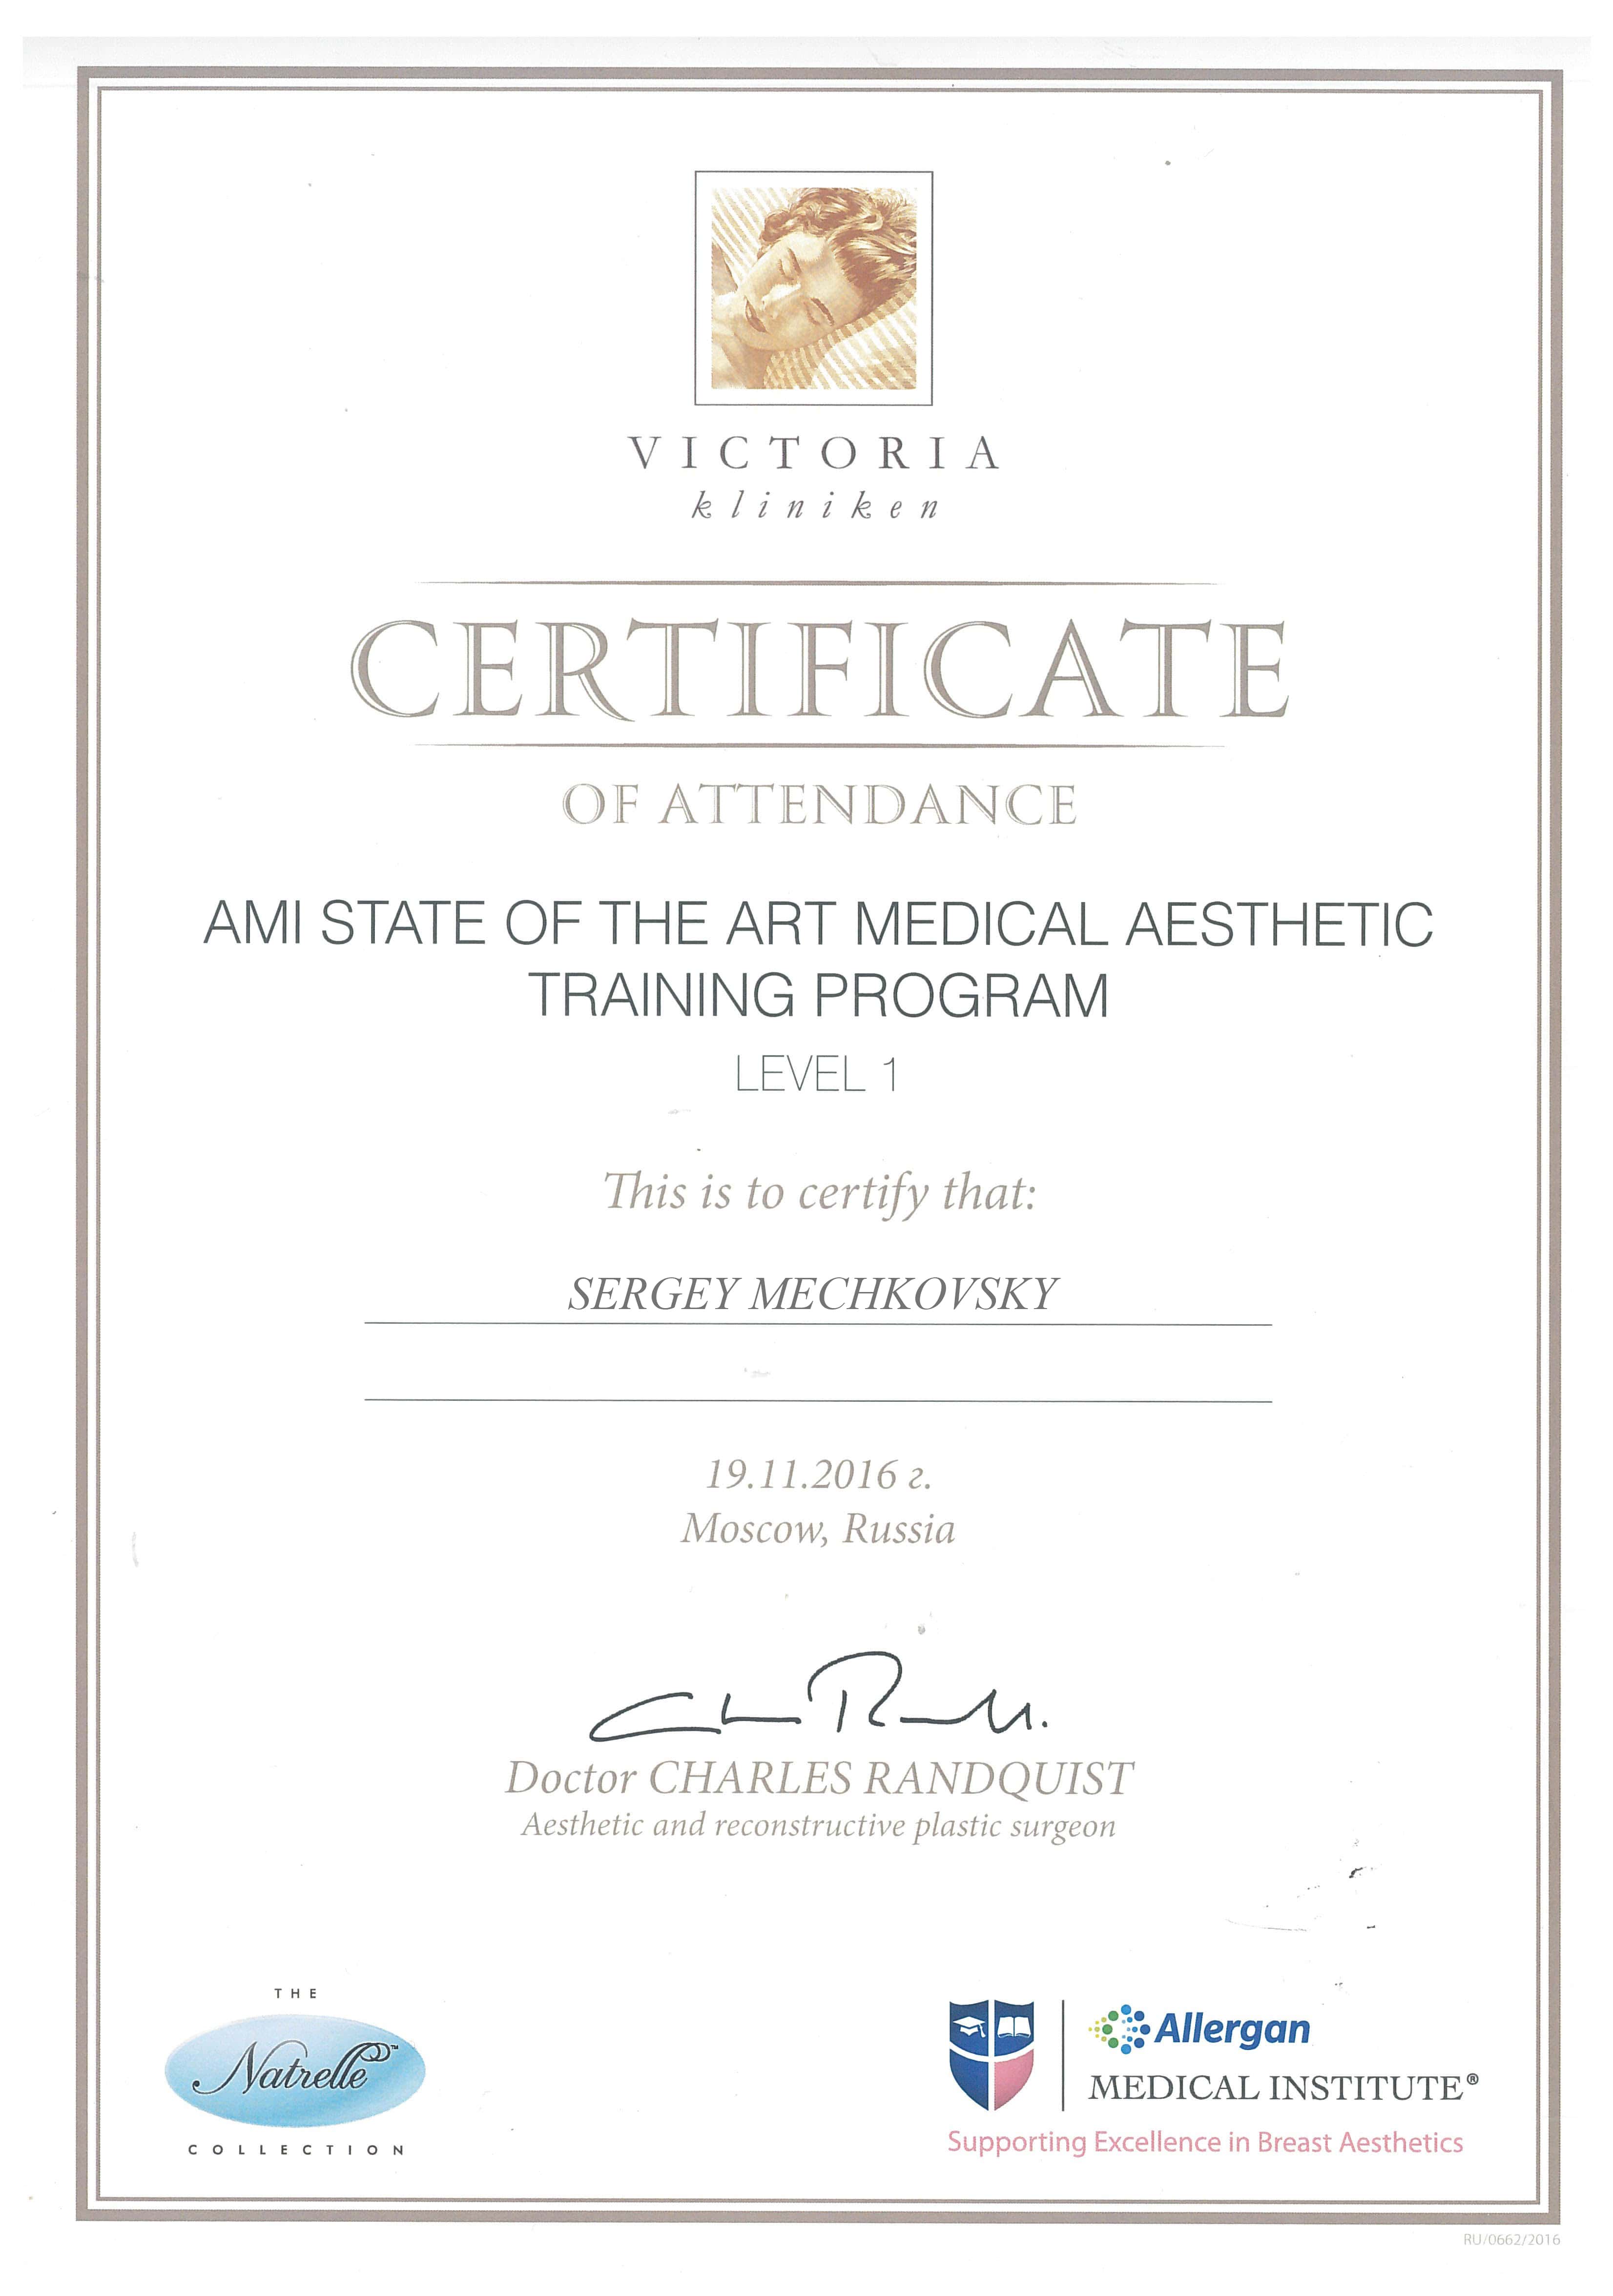 VICTORIA
kliniken
CERTIFICATE
OF ATTENDANCE
AMI STATE OF THE ART MEDICAL AESTHETIC
TRAINING PROGRAM
LEVEL 1
This is to certify that:
SERGEY MECHKOVSKY
19.11.2016 г.
Moscow, Russia
Doctor CHARLES RANDQUIST
Aesthetic and reconstructive plastic surgeon
THE
Natrelle™
COLLECTION
Allergan
MEDICAL INSTITUTE®
Supporting Excellence in Breast Aesthetics
RU/0662/2016